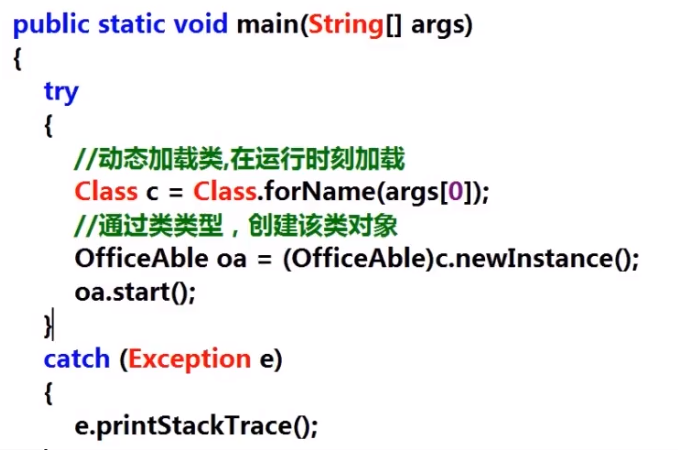 public static void main(String[] args)
{
try
{
//动态加载类,在运行时刻加载
Class c = Class.forName(args[0]);
//通过类类型，创建该类对象
OfficeAble oa = (OfficeAble)c.newInstance();
oa.start();
}
catch (Exception e)
{
e.printStackTrace();